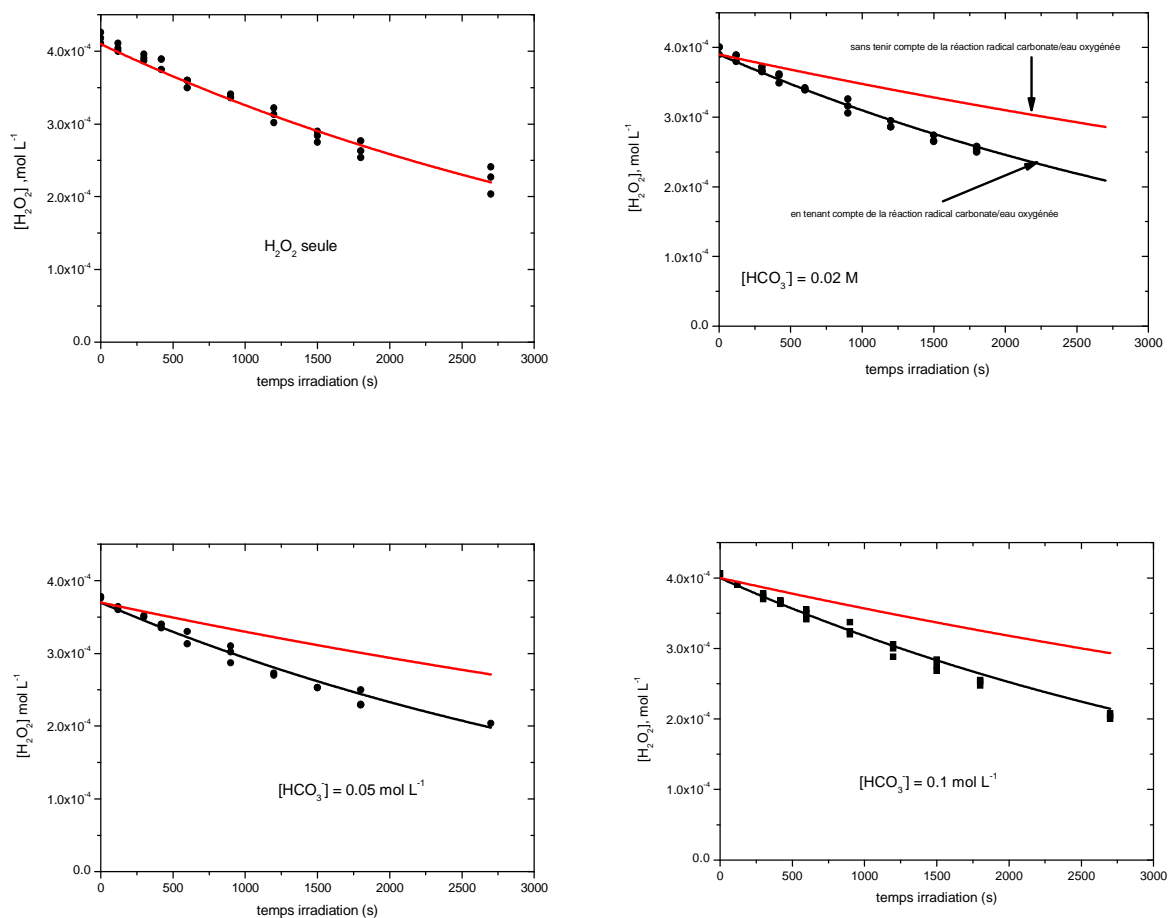 4.0x10⁻⁴
3.0x10⁻⁴
2.0x10⁻⁴
1.0x10⁻⁴
0.0
[H₂O₂] ,mol L⁻¹
H₂O₂ seule
0 500 1000 1500 2000 2500 3000
temps irradiation (s)
4.0x10⁻⁴
3.0x10⁻⁴
2.0x10⁻⁴
1.0x10⁻⁴
0.0
[H₂O₂], mol L⁻¹
sans tenir compte de la réaction radical carbonate/eau oxygénée
en tenant compte de la réaction radical carbonate/eau oxygénée
[HCO₃⁻] = 0.02 M
0 500 1000 1500 2000 2500 3000
temps irradiation (s)
4.0x10⁻⁴
3.0x10⁻⁴
2.0x10⁻⁴
1.0x10⁻⁴
0.0
[H₂O₂] mol L⁻¹
[HCO₃⁻] = 0.05 mol L⁻¹
0 500 1000 1500 2000 2500 3000
temps irradiation (s)
4.0x10⁻⁴
3.0x10⁻⁴
2.0x10⁻⁴
1.0x10⁻⁴
0.0
[H₂O₂], mol L⁻¹
[HCO₃⁻] = 0.1 mol L⁻¹
0 500 1000 1500 2000 2500 3000
temps irradiation (s)